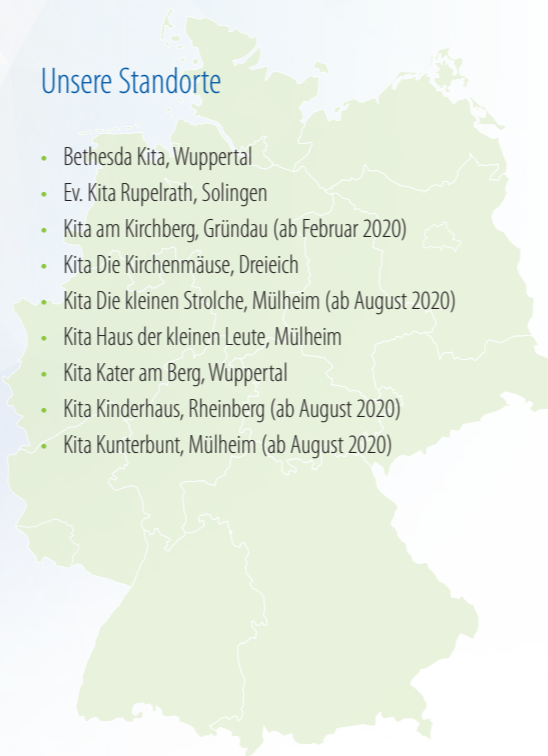 Unsere Standorte
• Bethesda Kita, Wuppertal
• Ev. Kita Rupelrath, Solingen
• Kita am Kirchberg, Gründau (ab Februar 2020)
• Kita Die Kirchenmäuse, Dreieich
• Kita Die kleinen Strolche, Mülheim (ab August 2020)
• Kita Haus der kleinen Leute, Mülheim
• Kita Kater am Berg, Wuppertal
• Kita Kinderhaus, Rheinberg (ab August 2020)
• Kita Kunterbunt, Mülheim (ab August 2020)